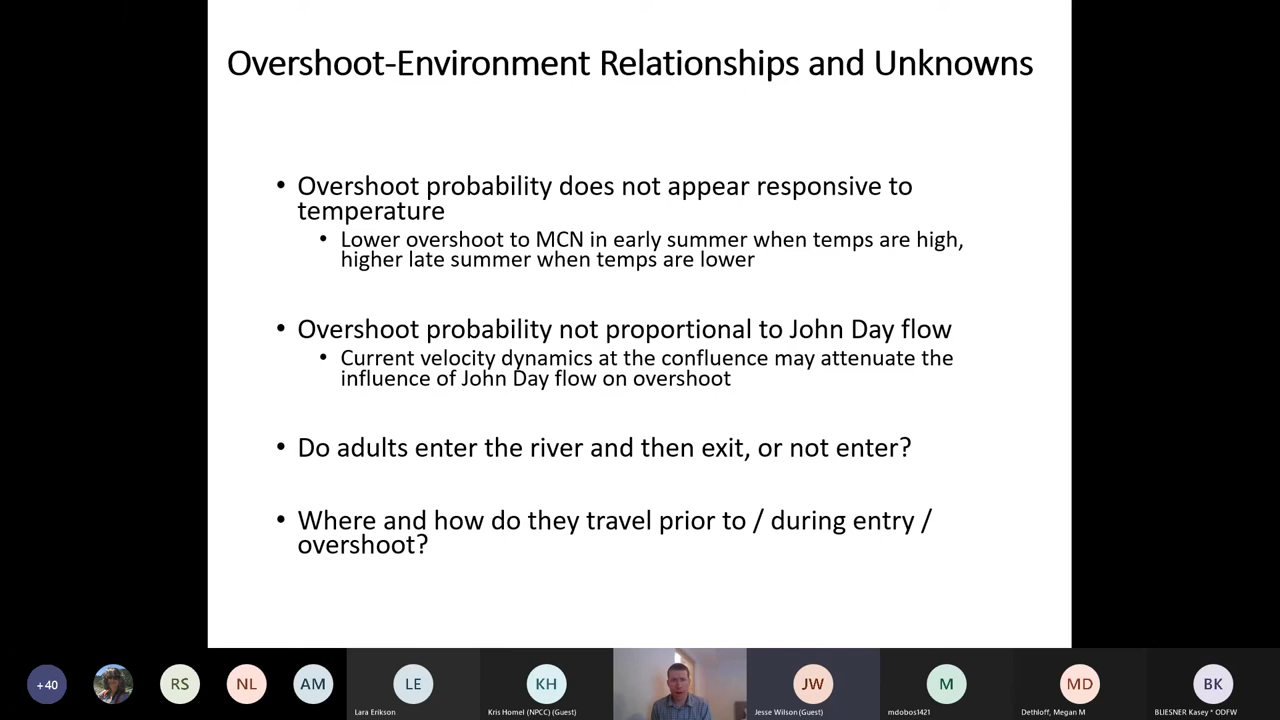 Overshoot-Environment Relationships and Unknowns
• Overshoot probability does not appear responsive to
temperature
• Lower overshoot to MCN in early summer when temps are high,
higher late summer when temps are lower
• Overshoot probability not proportional to John Day flow
• Current velocity dynamics at the confluence may attenuate the
influence of John Day flow on overshoot
• Do adults enter the river and then exit, or not enter?
• Where and how do they travel prior to / during entry /
overshoot?
+40
RS
NL
AM
LE
KH
JW
M
MD
BK
Lara Erikson
Kris Homel (NPCC) (Guest)
Jesse Wilson (Guest)
mdobos1421
Dethloff, Megan M
BLIESNER Kasey * ODFW